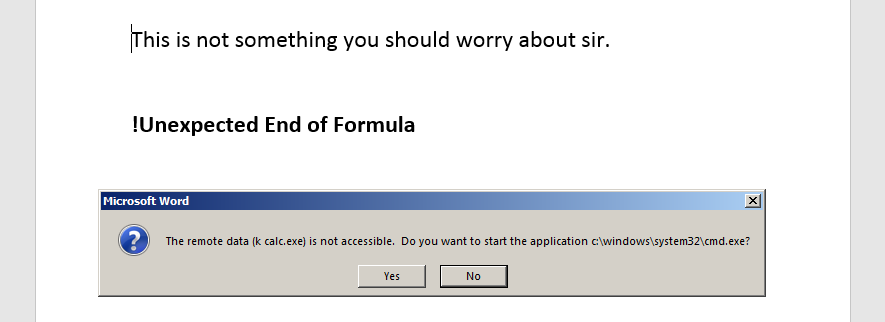 This is not something you should worry about sir.
!Unexpected End of Formula
Microsoft Word
The remote data (k calc.exe) is not accessible.  Do you want to start the application c:\windows\system32\cmd.exe?
Yes No